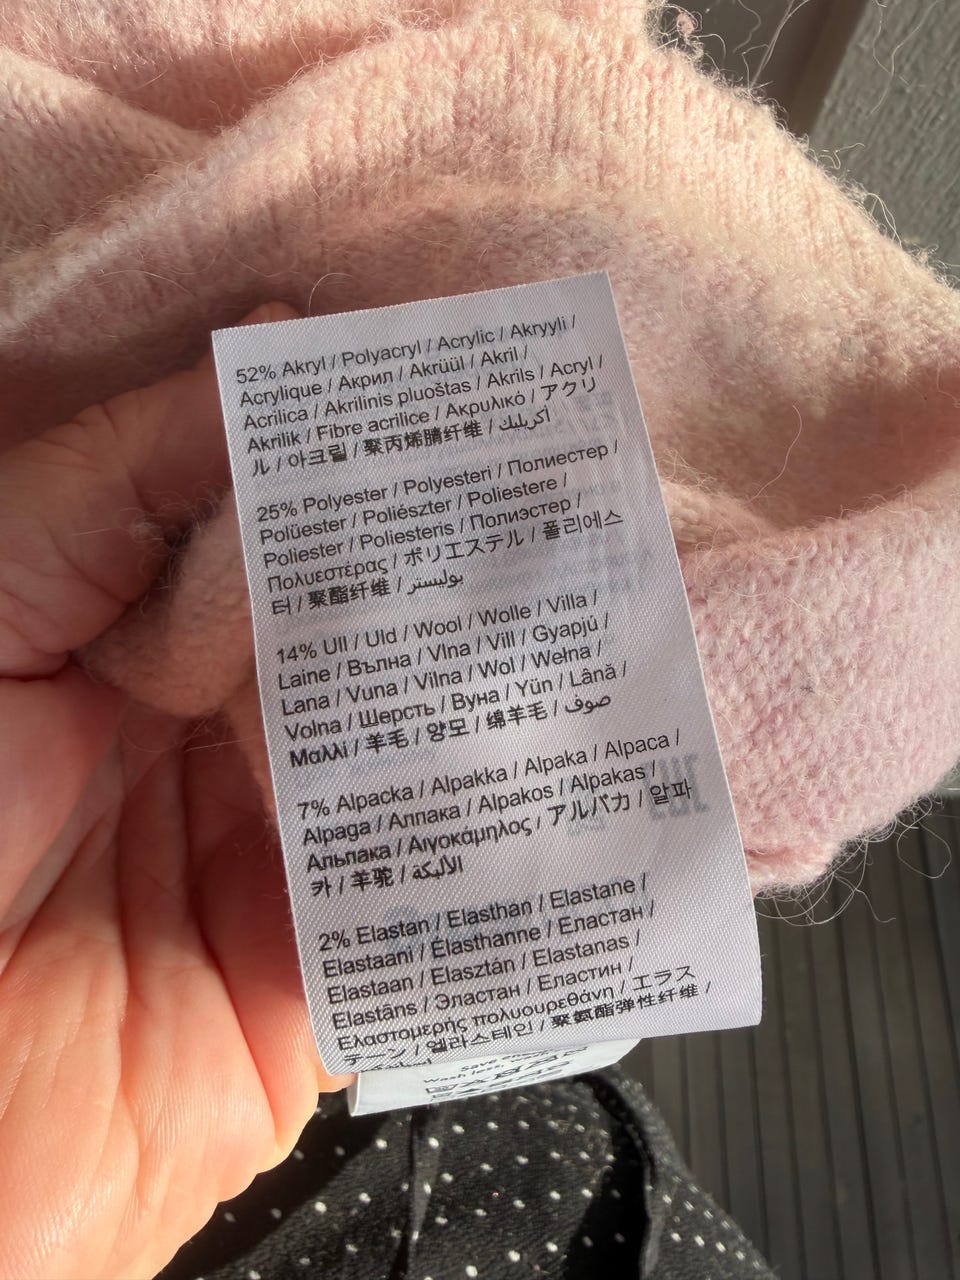 52% Akryl / Polyacryl / Acrylic / Akryyli /
Acrylique / Акрил / Akrüül / Akril /
Acrilica / Akrilinis pluoštas / Akrils / Acryl /
Akrilik / Fibre acrilice / Ακρυλικό / アクリ
ル / 아크릴 / 聚丙烯腈纤维 / أكريليك
25% Polyester / Polyesteri / Полиестер /
Polüester / Poliészter / Poliestere /
Poliester / Poliesteris / Полиэстер /
Πολυεστέρας / ポリエステル / 폴리에스
터 / 聚酯纤维 / بوليستر
14% Ull / Uld / Wool / Wolle / Villa /
Laine / Вълна / Vlna / Vill / Gyapjú /
Lana / Vuna / Vilna / Wol / Wełna /
Volna / Шерсть / Вуна / Yün / Lână /
Μαλλί / 羊毛 / 양모 / 绵羊毛 / صوف
7% Alpacka / Alpakka / Alpaka / Alpaca /
Alpaga / Алпака / Alpakos / Alpakas /
Альпака / Αιγοκάμηλος / アルパカ / 알파
카 / 羊驼 / الألبكة
2% Elastan / Elasthan / Elastane /
Elastaani / Élasthanne / Еластан /
Elastaan / Elasztán / Elastanas /
Elastāns / Эластан / Еластин /
Ελαστομερής πολυουρεθάνη / エラス
テーン / 엘라스테인 / 聚氨酯弹性纤维 /
Save
Wash less,